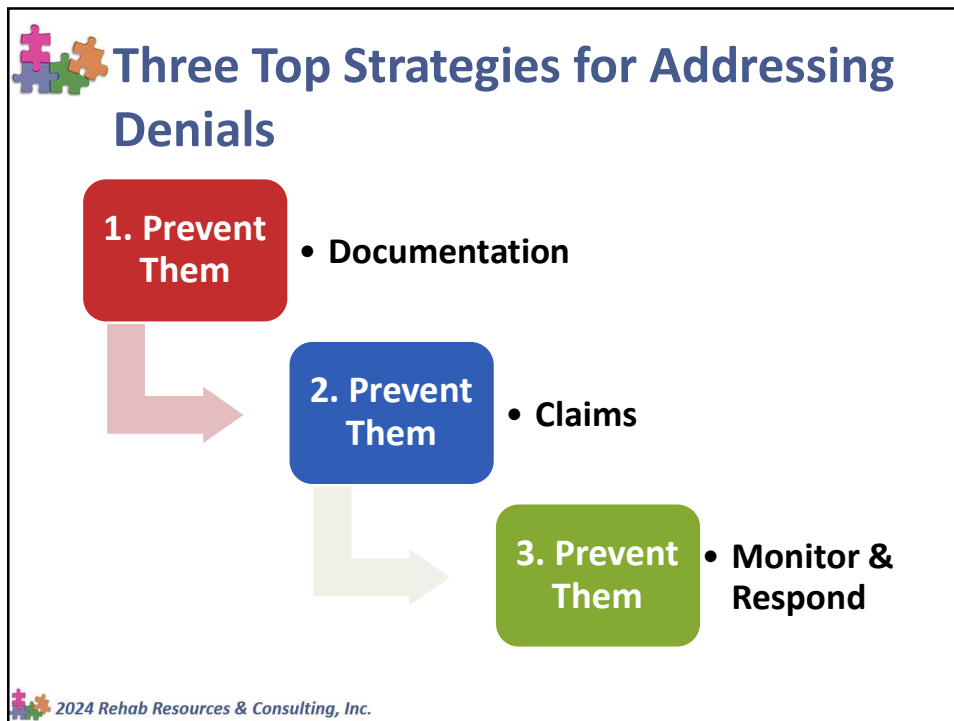 Three Top Strategies for Addressing
Denials
1. Prevent
Them
• Documentation
2. Prevent
Them
• Claims
3. Prevent
Them
• Monitor &
Respond
2024 Rehab Resources & Consulting, Inc.